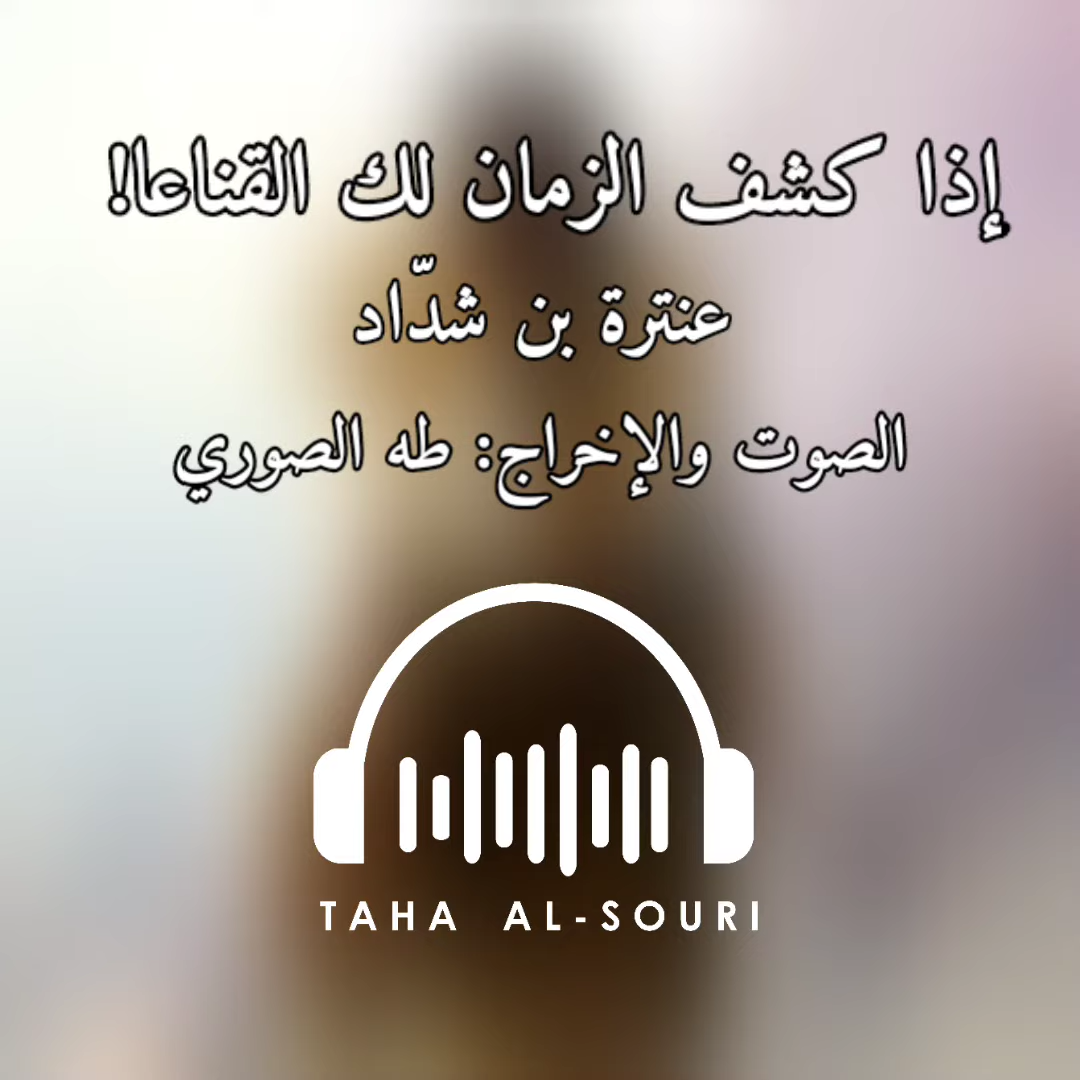 إذا كشف الزمان لك القناعا!
عنترة بن شدّاد
الصوت والإخراج: طه الصوري
TAHA AL-SOURI